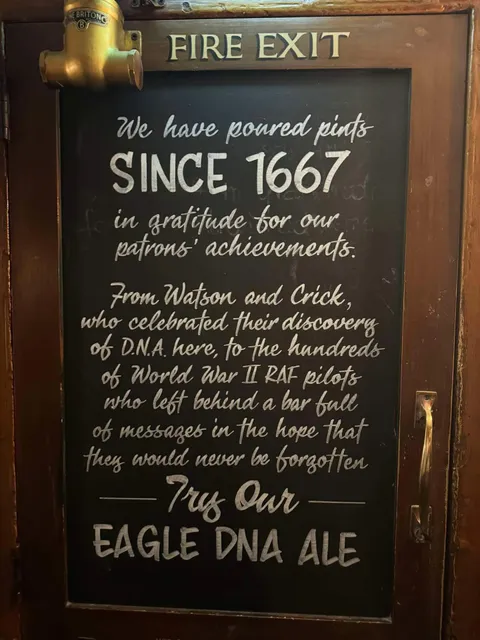 FIRE EXIT
We have poured pints
SINCE 1667
in gratitude for our
patrons' achievements.
From Watson and Crick,
who celebrated their discovery
of D.N.A. here, to the hundreds
of World War II RAF pilots
who left behind a bar full
of messages in the hope that
they would never be forgotten
Try Our
EAGLE DNA ALE